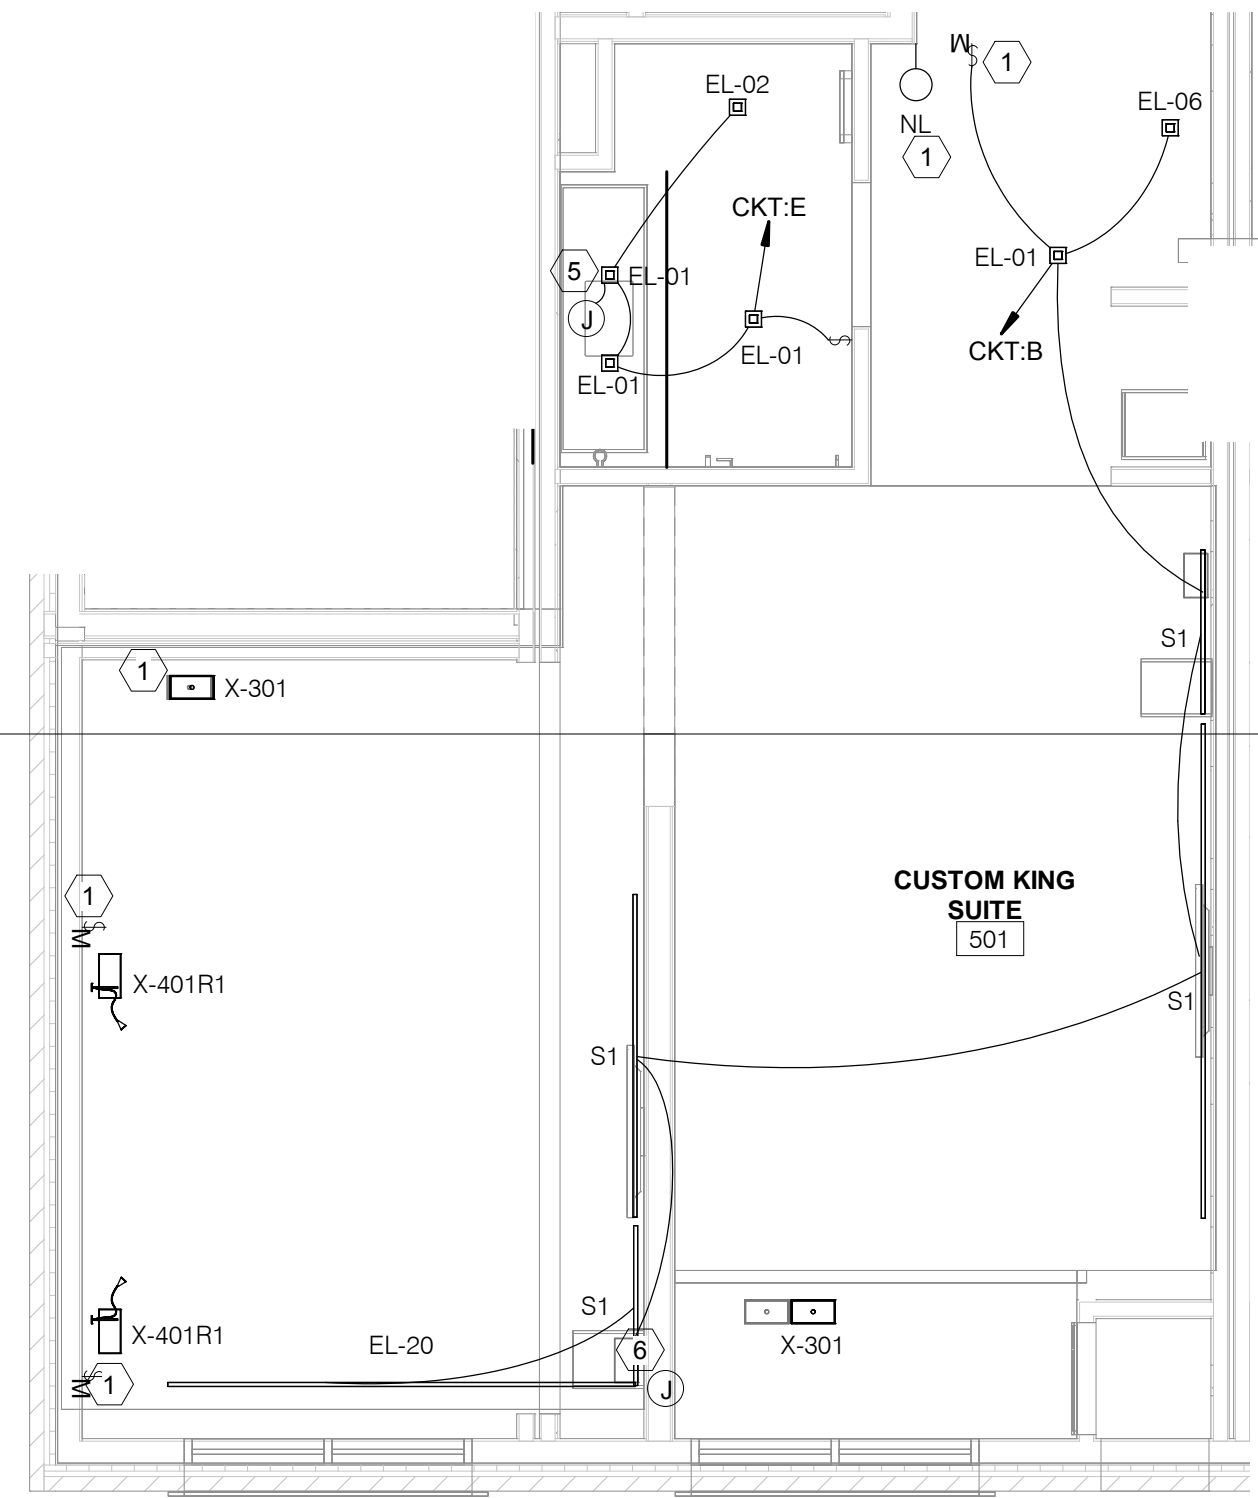 M
$
1
EL-02
EL-06
NL
1
CKT:E
EL-01
5
EL-01
J
CKT:B
EL-01
$
EL-01
S1
1
X-301
CUSTOM KING
SUITE
501
1
$
M
X-401R1
S1
S1
S1
X-401R1
EL-20
6
X-301
$
M
1
J